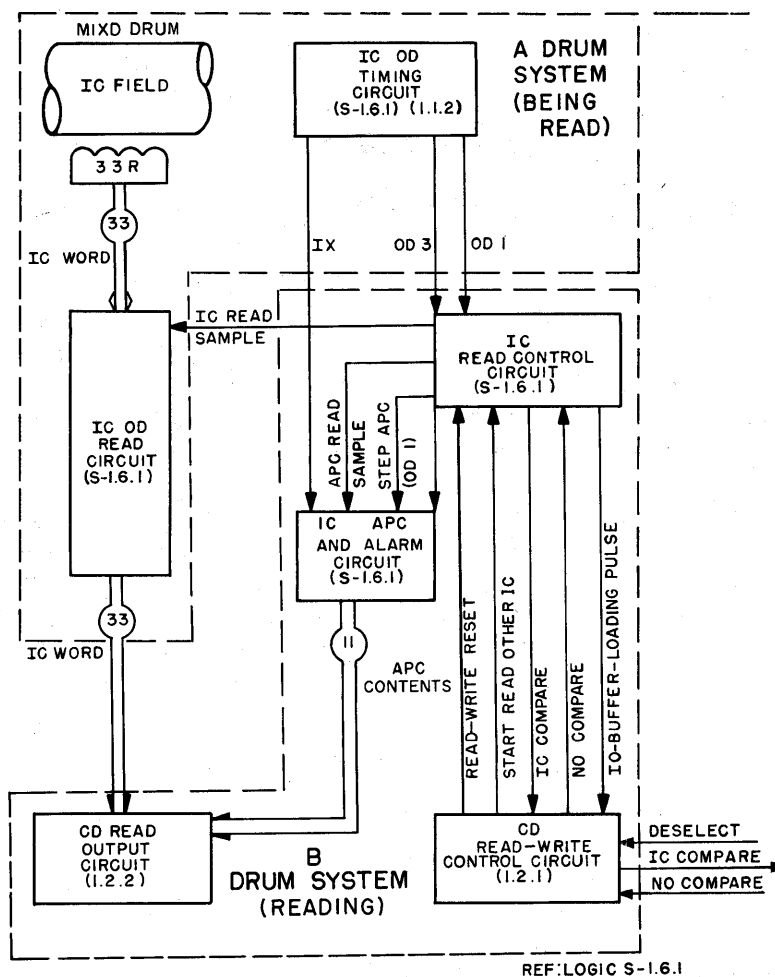 MIXD DRUM
IC FIELD
33R
33
IC WORD
IC OD
TIMING
CIRCUIT
(S-1.6.1) (1.1.2)
A DRUM
SYSTEM
(BEING
READ)
IX
OD 3
OD 1
IC READ
SAMPLE
IC OD
READ
CIRCUIT
(S-1.6.1)
IC
READ CONTROL
CIRCUIT
(S-1.6.1)
APC READ
SAMPLE
STEP APC
(OD 1)
IC APC
AND ALARM
CIRCUIT
(S-1.6.1)
33
IC WORD
11
APC
CONTENTS
READ-WRITE RESET
START READ OTHER IC
IC COMPARE
NO COMPARE
IO-BUFFER-LOADING PULSE
CD READ
OUTPUT
CIRCUIT
(1.2.2)
B
DRUM SYSTEM
(READING)
CD
READ-WRITE
CONTROL CIRCUIT
(1.2.1)
DESELECT
IC COMPARE
NO COMPARE
REF:LOGIC S-1.6.1